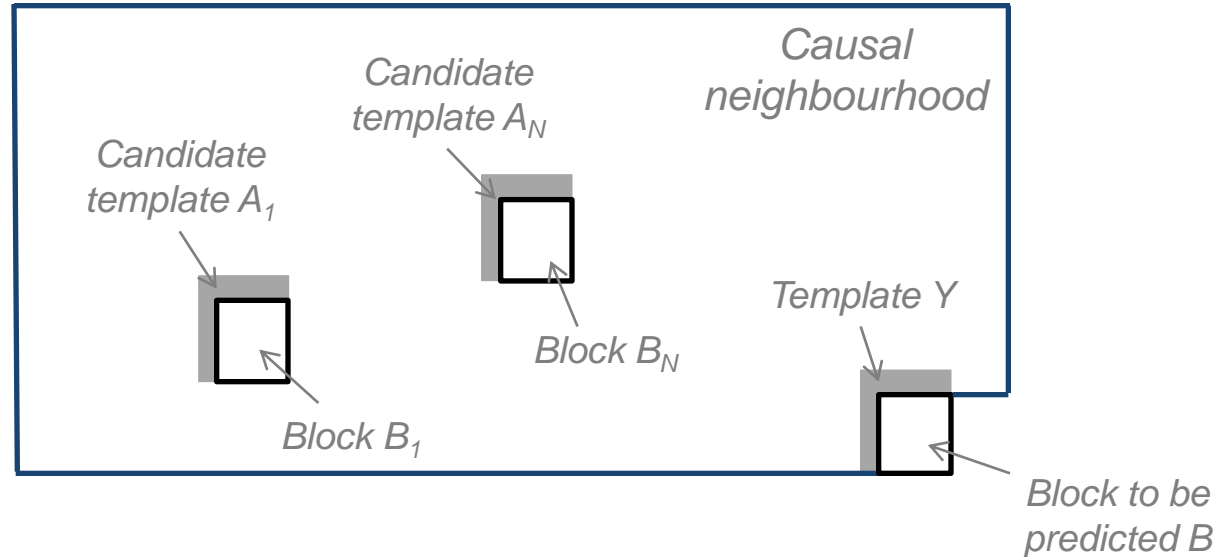 Causal
neighbourhood
Candidate
template A_N
Candidate
template A_1
Template Y
Block B_N
Block B_1
Block to be
predicted B